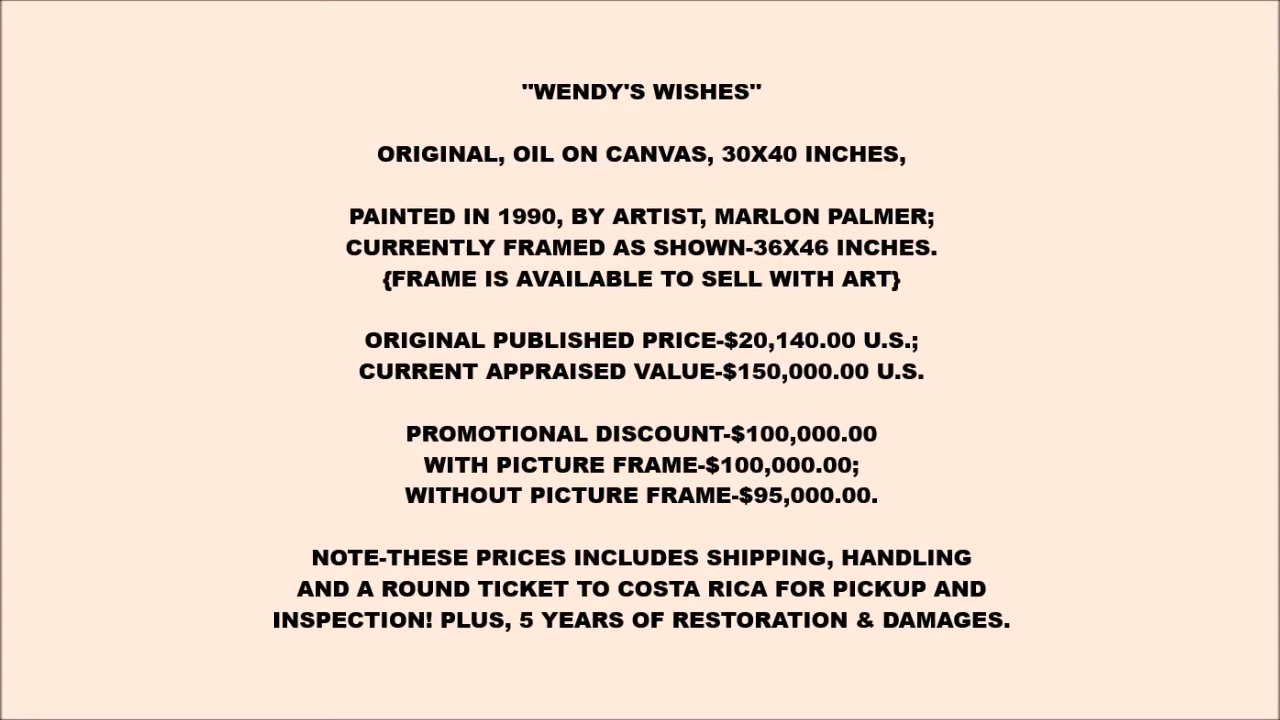 "WENDY'S WISHES"
ORIGINAL, OIL ON CANVAS, 30X40 INCHES,
PAINTED IN 1990, BY ARTIST, MARLON PALMER;
CURRENTLY FRAMED AS SHOWN-36X46 INCHES.
{FRAME IS AVAILABLE TO SELL WITH ART}
ORIGINAL PUBLISHED PRICE-$20,140.00 U.S.;
CURRENT APPRAISED VALUE-$150,000.00 U.S.
PROMOTIONAL DISCOUNT-$100,000.00
WITH PICTURE FRAME-$100,000.00;
WITHOUT PICTURE FRAME-$95,000.00.
NOTE-THESE PRICES INCLUDES SHIPPING, HANDLING
AND A ROUND TICKET TO COSTA RICA FOR PICKUP AND
INSPECTION! PLUS, 5 YEARS OF RESTORATION & DAMAGES.